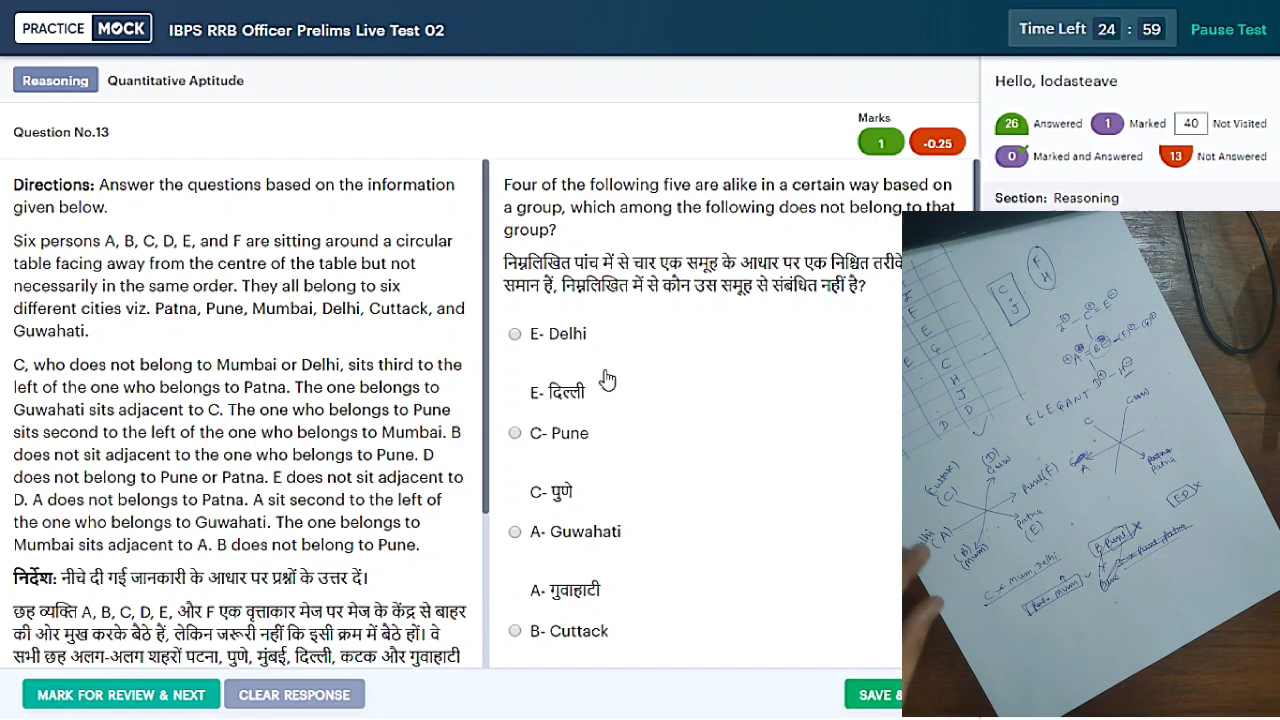 PRACTICE MOCK
IBPS RRB Officer Prelims Live Test 02
Time Left 24 : 59
Pause Test
Reasoning
Quantitative Aptitude
Hello, lodasteave
Question No.13
Marks
1
-0.25
26 Answered
1 Marked
40 Not Visited
0 Marked and Answered
13 Not Answered
Section: Reasoning
Directions: Answer the questions based on the information
given below.
Six persons A, B, C, D, E, and F are sitting around a circular
table facing away from the centre of the table but not
necessarily in the same order. They all belong to six
different cities viz. Patna, Pune, Mumbai, Delhi, Cuttack, and
Guwahati.
C, who does not belong to Mumbai or Delhi, sits third to the
left of the one who belongs to Patna. The one belongs to
Guwahati sits adjacent to C. The one who belongs to Pune
sits second to the left of the one who belongs to Mumbai. B
does not sit adjacent to the one who belongs to Pune. D
does not belong to Pune or Patna. E does not sit adjacent to
D. A does not belongs to Patna. A sit second to the left of
the one who belongs to Guwahati. The one belongs to
Mumbai sits adjacent to A. B does not belong to Pune.
निर्देश: नीचे दी गई जानकारी के आधार पर प्रश्नों के उत्तर दें।
छह व्यक्ति A, B, C, D, E, और F एक वृत्ताकार मेज पर मेज के केंद्र से बाहर
की ओर मुख करके बैठे हैं, लेकिन जरूरी नहीं कि इसी क्रम में बैठे हों। वे
सभी छह अलग-अलग शहरों पटना, पुणे, मुंबई, दिल्ली, कटक और गुवाहाटी
Four of the following five are alike in a certain way based on
a group, which among the following does not belong to that
group?
निम्नलिखित पांच में से चार एक समूह के आधार पर एक निश्चित तरीके
समान हैं, निम्नलिखित में से कौन उस समूह से संबंधित नहीं है?
E- Delhi
E- दिल्ली
C- Pune
C- पुणे
A- Guwahati
A- गुवाहाटी
B- Cuttack
MARK FOR REVIEW & NEXT
CLEAR RESPONSE
SAVE &
F
H
C
J
E
G
C
H
J
D
ELEGANT
C
Guw
A
Patna
(D)
Guw
(C)
Pune (F)
Patna
(E)
(A)
(B)
(Mum)
ED
B Pune
C x Mum, Delhi